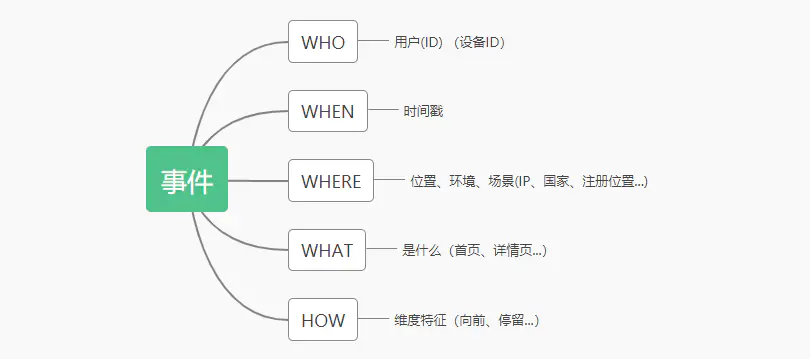 事件
WHO
用户(ID) （设备ID）
WHEN
时间戳
WHERE
位置、环境、场景(IP、国家、注册位置...)
WHAT
是什么（首页、详情页...）
HOW
维度特征（向前、停留...）